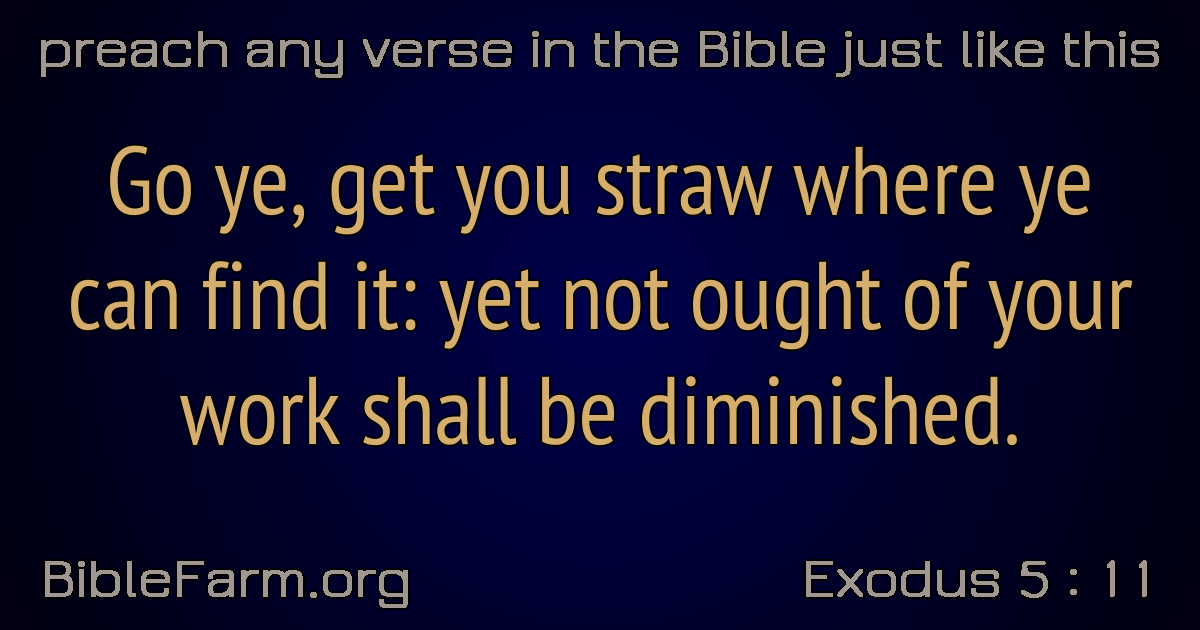 preach any verse in the Bible just like this
Go ye, get you straw where ye
can find it: yet not ought of your
work shall be diminished.
BibleFarm.org
Exodus 5 : 11